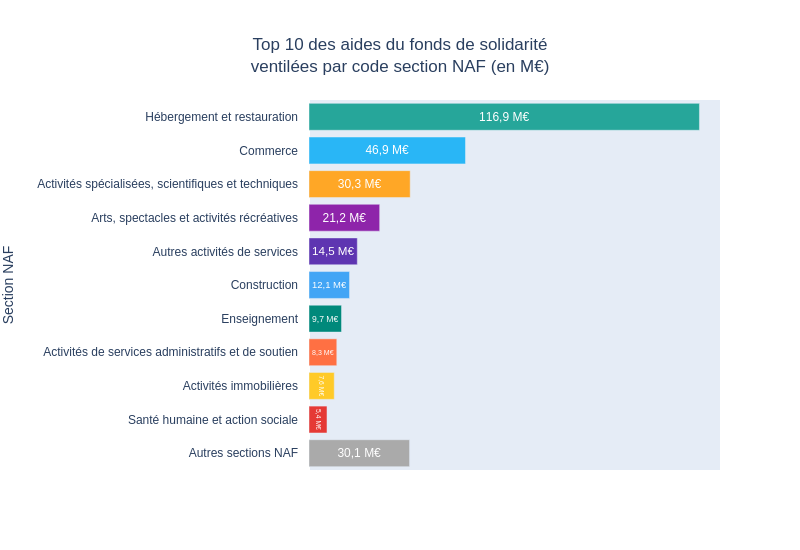 Top 10 des aides du fonds de solidarité
ventilées par code section NAF (en M€)
Section NAF
Hébergement et restauration 116,9 M€
Commerce 46,9 M€
Activités spécialisées, scientifiques et techniques 30,3 M€
Arts, spectacles et activités récréatives 21,2 M€
Autres activités de services 14,5 M€
Construction 12,1 M€
Enseignement 9,7 M€
Activités de services administratifs et de soutien 8,3 M€
Activités immobilières M€
Santé humaine et action sociale 5,4 M€
Autres sections NAF 30,1 M€